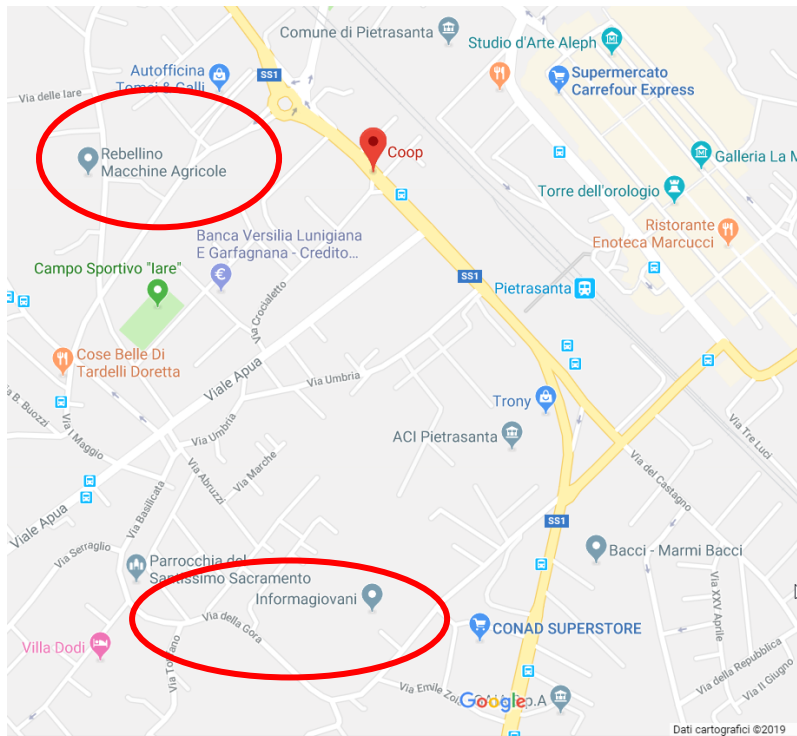 Comune di Pietrasanta
Studio d'Arte Aleph
Autofficina
Tomei & Galli
SS1
Supermercato
Carrefour Express
Via delle Iare
Rebellino
Macchine Agricole
Coop
Galleria La M
Torre dell'orologio
Ristorante
Enoteca Marcucci
Banca Versilia Lunigiana
E Garfagnana - Credito...
Campo Sportivo "Iare"
€
SS1
Pietrasanta
Via Crocialetto
Cose Belle Di
Tardelli Doretta
Viale Apua
Via Umbria
Trony
Via B. Buozzi
Via I Maggio
Via Umbria
ACI Pietrasanta
Via Tre Luci
Via Marche
Via Abruzzi
Via del Castagno
Via Basilicata
Viale Apua
SS1
Via Serraglio
Parrocchia del
Santissimo Sacramento
Bacci - Marmi Bacci
Informagiovani
Via XXV Aprile
Via della Gora
CONAD SUPERSTORE
Villa Dodi
Via della Repubblica
Via II Giugno
Via Emile Zol
Google
p.A
Dati cartografici ©2019